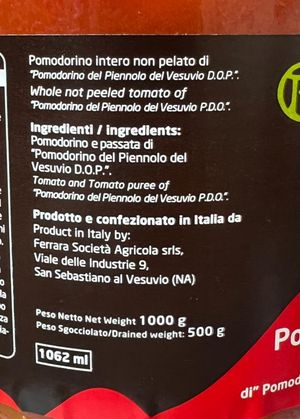 Pomodorino intero non pelato di
“Pomodorino del Piennolo del Vesuvio D.O.P.”.
Whole not peeled tomato of
“Pomodorino del Piennolo del Vesuvio P.D.O.”.
Ingredienti / ingredients:
Pomodorino e passata di
“Pomodorino del Piennolo del
Vesuvio D.O.P.”.
Tomato and Tomato puree of
“Pomodorino del Piennolo del Vesuvio P.D.O.”.
Prodotto e confezionato in Italia da
Product in Italy by:
Ferrara Società Agricola srls,
Viale delle Industrie 9,
San Sebastiano al Vesuvio (NA)
Peso Netto Net Weight 1000 g
Peso Sgocciolato/Drained weight: 500 g
1062 ml
Po
di” Pomod